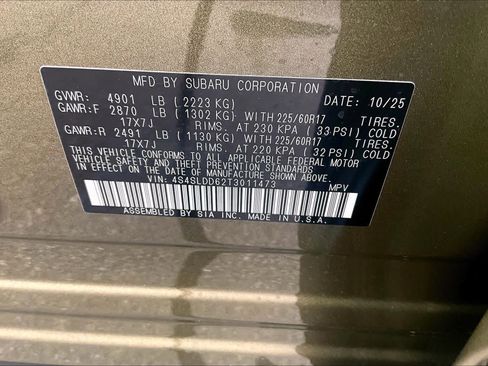 MFD BY SUBARU CORPORATION
GVWR: 4901 LB ( 2223 KG) DATE: 10/25
GAWR:F 2870 LB ( 1302 KG) WITH 225/60R17 TIRES.
17X7J RIMS. AT 230 KPA ( 33 PSI) COLD
GAWR:R 2491 LB ( 1130 KG) WITH 225/60R17 TIRES.
17X7J RIMS. AT 220 KPA ( 32 PSI) COLD
THIS VEHICLE CONFORMS TO ALL APPLICABLE FEDERAL MOTOR
VEHICLE SAFETY AND THEFT PREVENTION STANDARDS
IN EFFECT ON THE DATE OF MANUFACTURE SHOWN ABOVE.
VIN: 4S4SLDD62T3011473 MPV
ASSEMBLED BY SIA INC. MADE IN U.S.A.